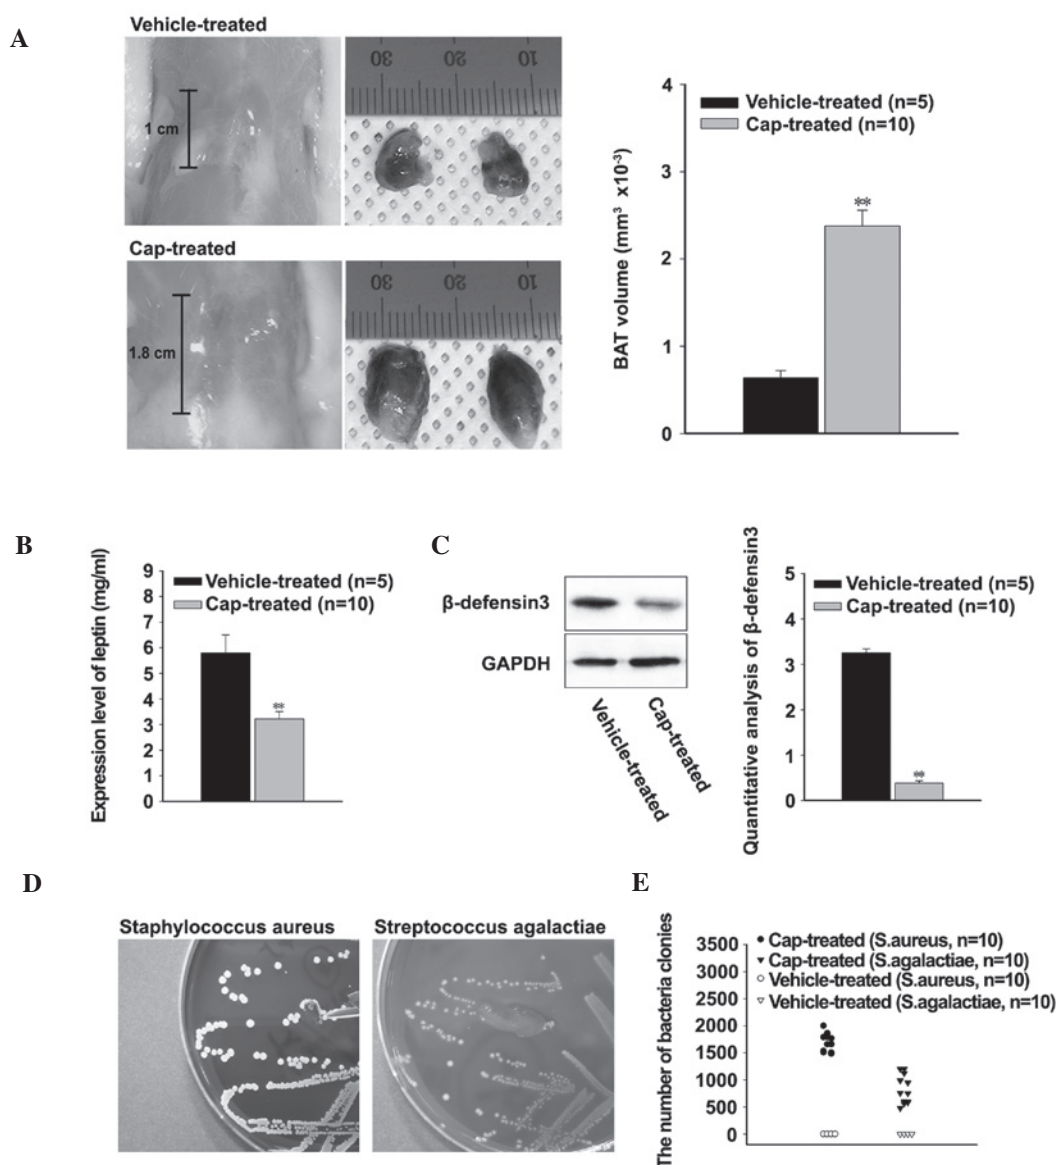 A
Vehicle-treated
1 cm
30 20 10
Cap-treated
1.8 cm
30 20 10
BAT volume (mm³ x10⁻³)
4
3
2
1
0
Vehicle-treated (n=5)
Cap-treated (n=10)
**
B
Expression level of leptin (mg/ml)
9
8
7
6
5
4
3
2
1
0
Vehicle-treated (n=5)
Cap-treated (n=10)
**
C
β-defensin3
GAPDH
Vehicle-treated
Cap-treated
Quantitative analysis of β-defensin3
5
4
3
2
1
0
Vehicle-treated (n=5)
Cap-treated (n=10)
**
D
Staphylococcus aureus
Streptococcus agalactiae
E
The number of bacteria clonies
3500
3000
2500
2000
1500
1000
500
0
Cap-treated (S.aureus, n=10)
Cap-treated (S.agalactiae, n=10)
Vehicle-treated (S.aureus, n=10)
Vehicle-treated (S.agalactiae, n=10)